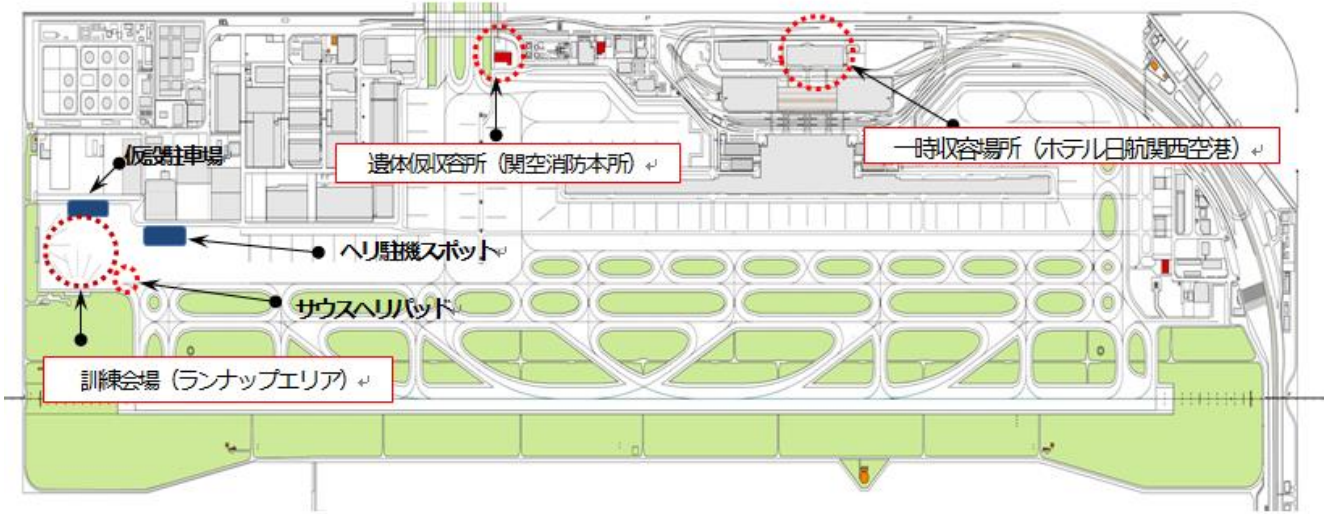 仮設駐車場
遺体仮収容所（関空消防本所）
一時収容場所（ホテル日航関西空港）
ヘリ駐機スポット
サウスヘリパッド
訓練会場（ランナップエリア）